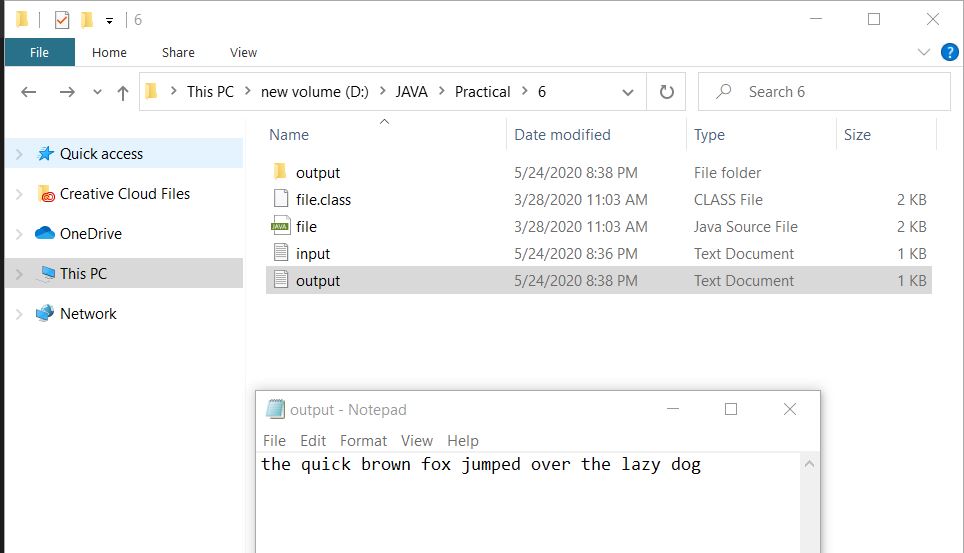 6
File Home Share View
This PC > new volume (D:) > JAVA > Practical > 6 Search 6
Name Date modified Type Size
Quick access
Creative Cloud Files
OneDrive
This PC
Network
output 5/24/2020 8:38 PM File folder
file.class 3/28/2020 11:03 AM CLASS File 2 KB
file 3/28/2020 11:03 AM Java Source File 2 KB
input 5/24/2020 8:36 PM Text Document 1 KB
output 5/24/2020 8:38 PM Text Document 1 KB
output - Notepad
File Edit Format View Help
the quick brown fox jumped over the lazy dog